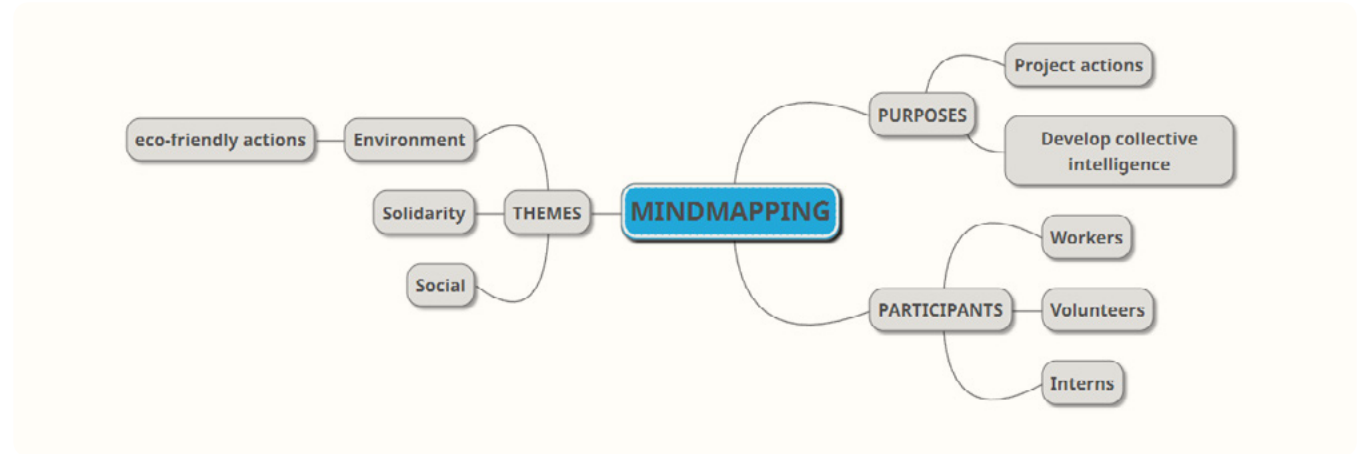 MINDMAPPING
PURPOSES
Project actions
Develop collective
intelligence
PARTICIPANTS
Workers
Volunteers
Interns
THEMES
Environment
eco-friendly actions
Solidarity
Social